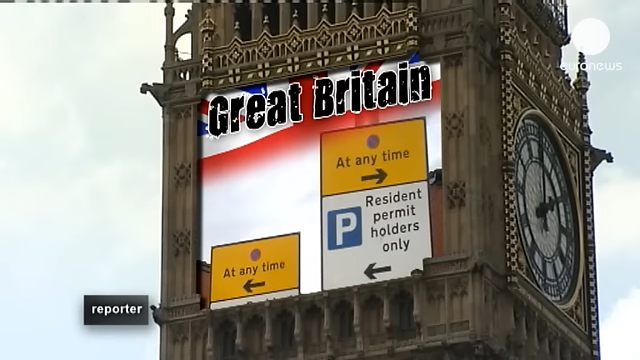 euronews
Great Britain
At any time
Resident
permit
holders
only
P
At any time
reporter